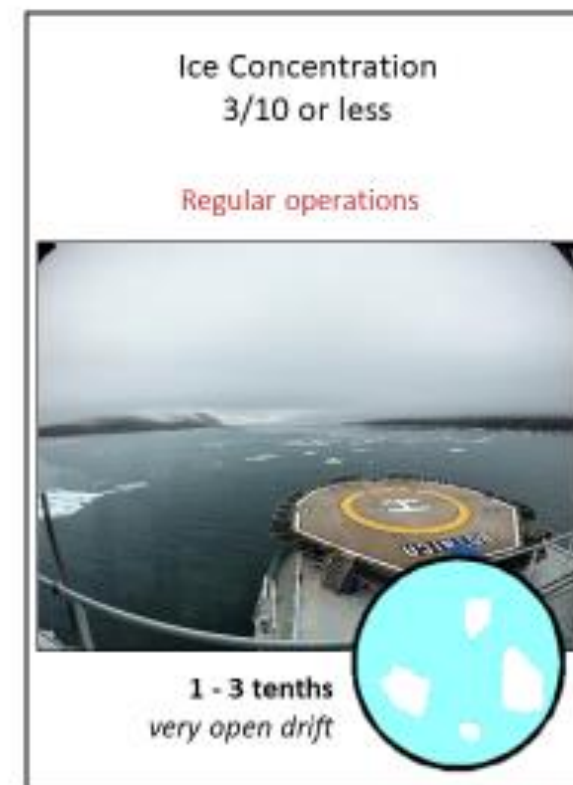 Ice Concentration
3/10 or less
Regular operations
H
1 - 3 tenths
very open drift